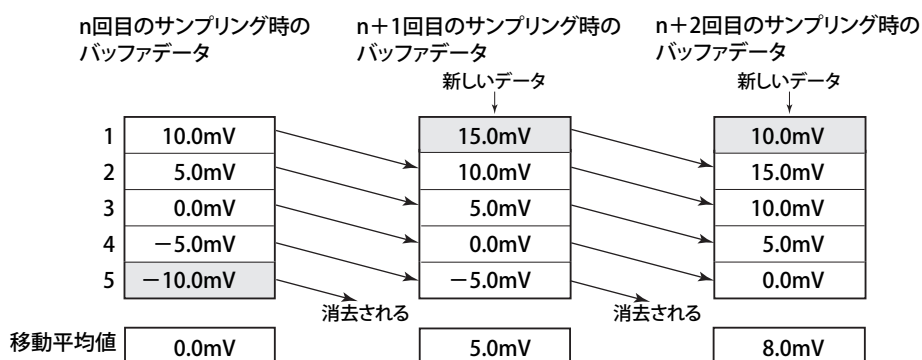 n回目のサンプリング時の
バッファデータ
n+1回目のサンプリング時の
バッファデータ
n+2回目のサンプリング時の
バッファデータ
新しいデータ
新しいデータ
1 10.0mV 15.0mV 10.0mV
2 5.0mV 10.0mV 15.0mV
3 0.0mV 5.0mV 10.0mV
4 −5.0mV 0.0mV 5.0mV
5 −10.0mV −5.0mV 0.0mV
消去される 消去される
移動平均値 0.0mV 5.0mV 8.0mV